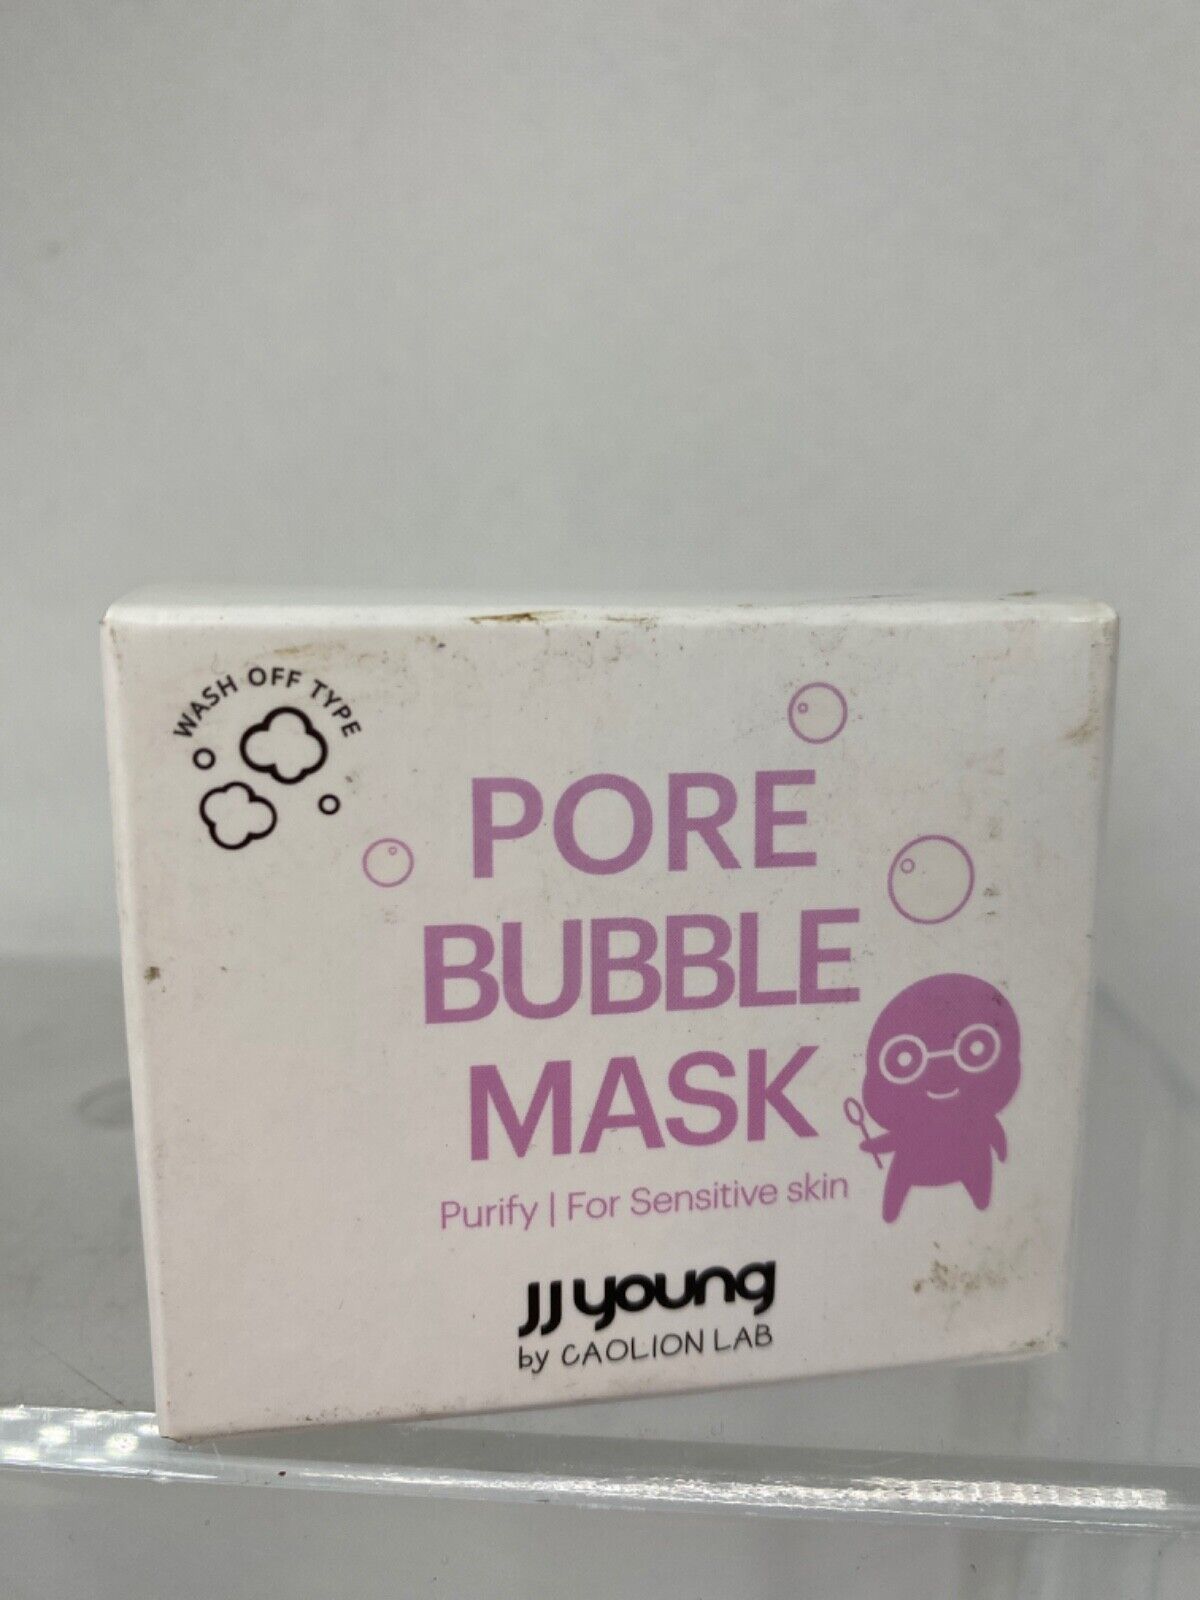 WASH OFF TYPE
PORE
BUBBLE
MASK
Purify | For Sensitive skin
JJ young
by CAOLION LAB